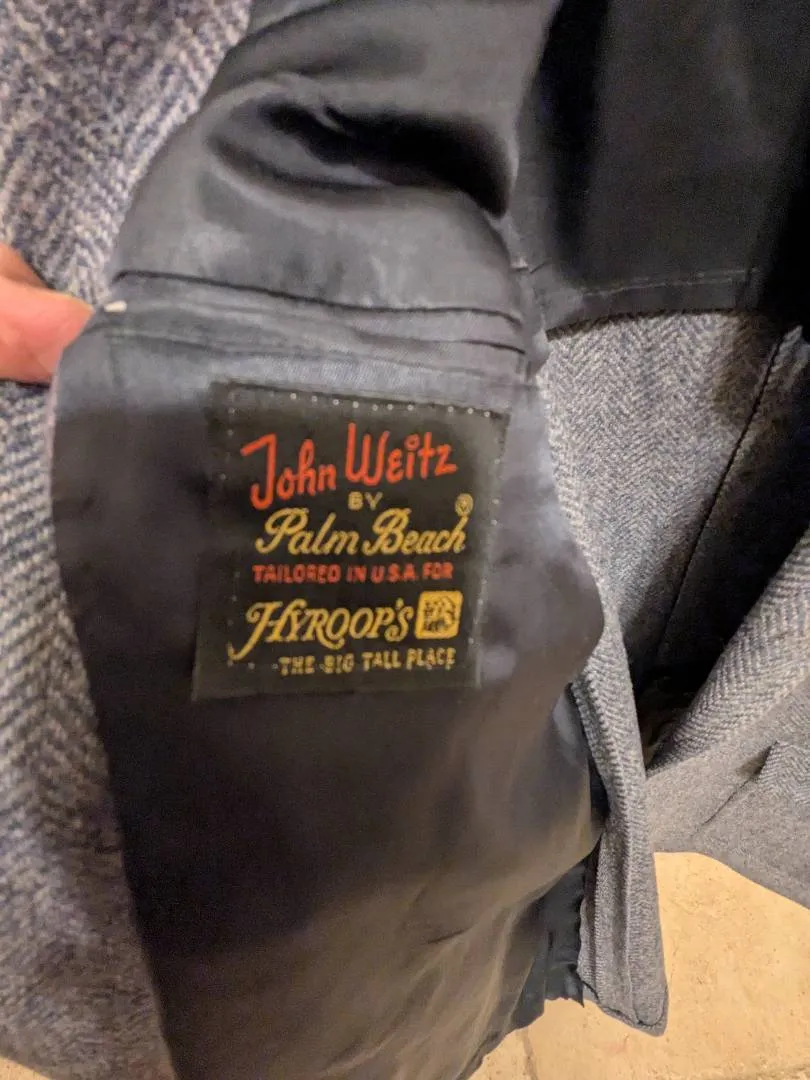 John Weitz
BY
Palm Beach®
TAILORED IN U.S.A. FOR
HYROOP'S
THE BIG TALL PLACE